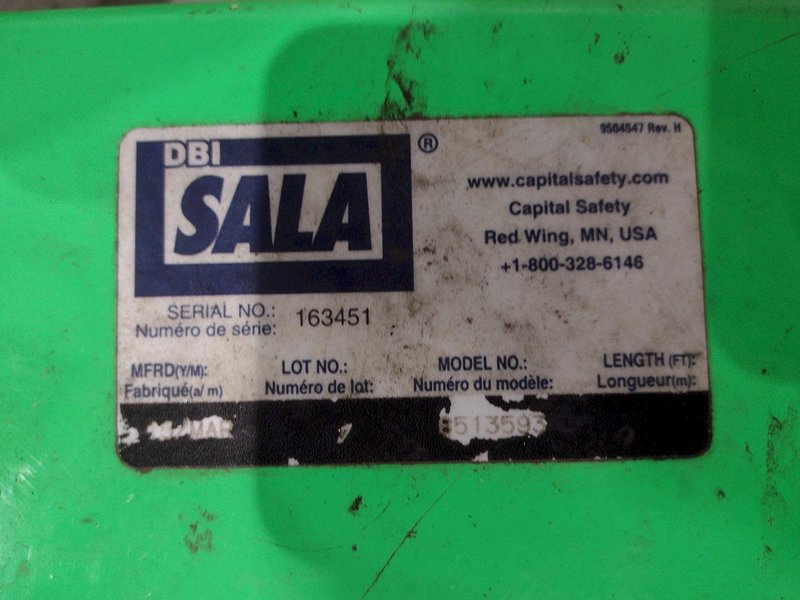 9504547 Rev. H
DBI
SALA
®
www.capitalsafety.com
Capital Safety
Red Wing, MN, USA
+1-800-328-6146
SERIAL NO.: 163451
Numéro de série:
MFRD(Y/M): LOT NO.: MODEL NO.: LENGTH (FT):
Fabriqué(a/ m) Numéro de lot: Numéro du modèle: Longueur(m):
MAR 8513593